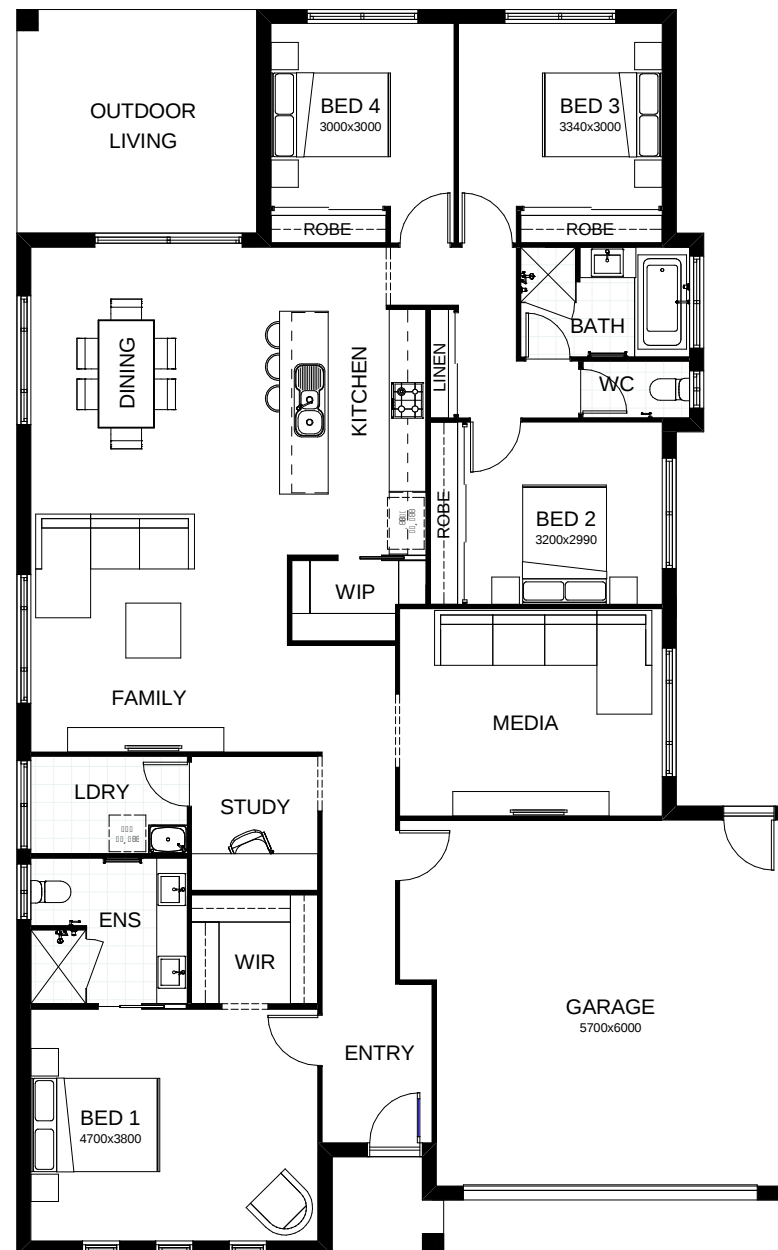 OUTDOOR
LIVING
BED 4
3000x3000
BED 3
3340x3000
ROBE
ROBE
BATH
DINING
KITCHEN
LINEN
WC
ROBE
BED 2
3200x2990
WIP
FAMILY
MEDIA
LDRY
STUDY
ENS
WIR
GARAGE
5700x6000
ENTRY
BED 1
4700x3800